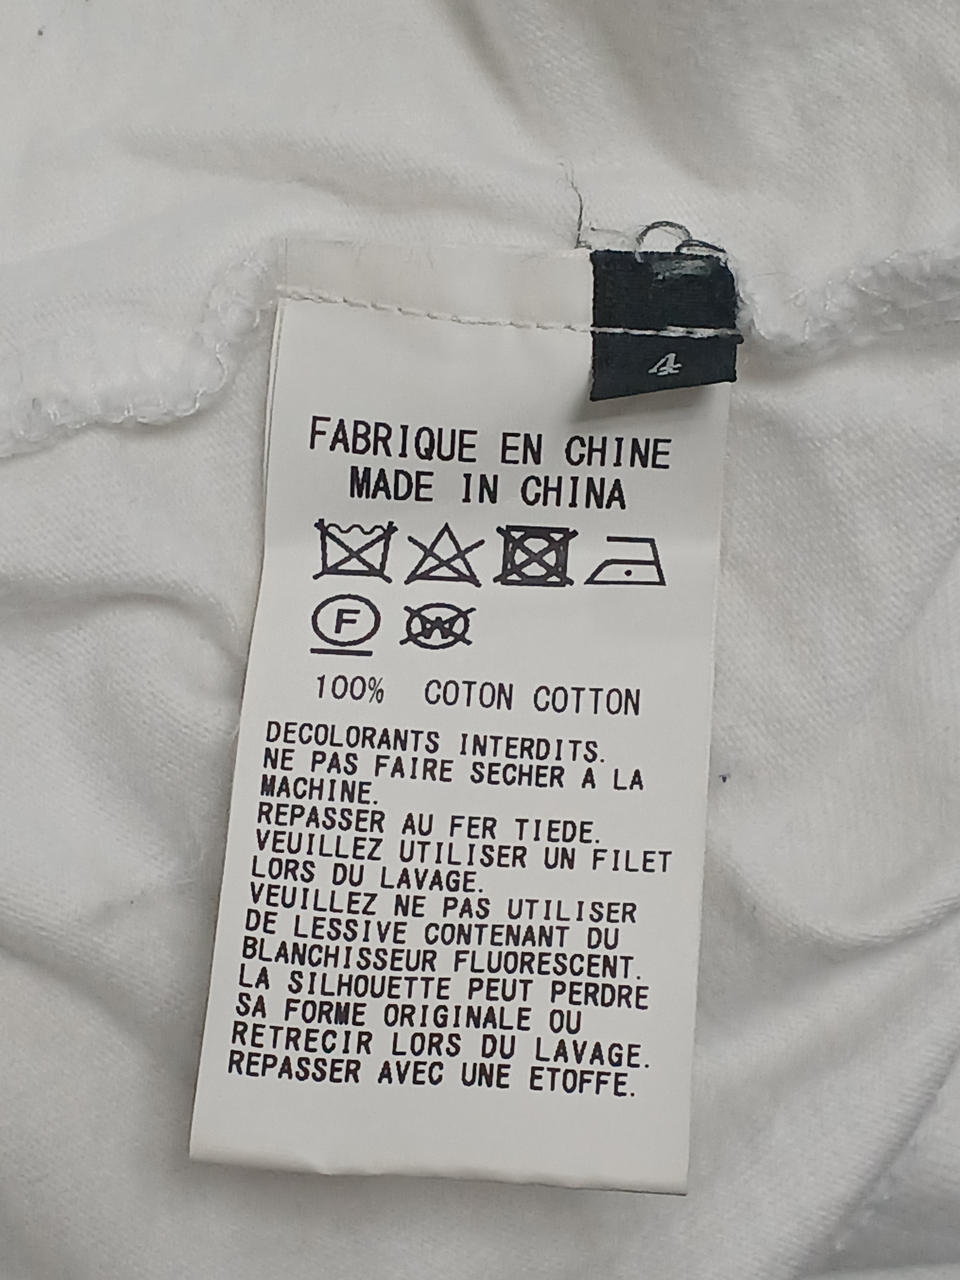 4
FABRIQUE EN CHINE
MADE IN CHINA
F W
100% COTON COTTON
DECOLORANTS INTERDITS.
NE PAS FAIRE SECHER A LA
MACHINE.
REPASSER AU FER TIEDE.
VEUILLEZ UTILISER UN FILET
LORS DU LAVAGE.
VEUILLEZ NE PAS UTILISER
DE LESSIVE CONTENANT DU
BLANCHISSEUR FLUORESCENT.
LA SILHOUETTE PEUT PERDRE
SA FORME ORIGINALE OU
RETRECIR LORS DU LAVAGE.
REPASSER AVEC UNE ETOFFE.